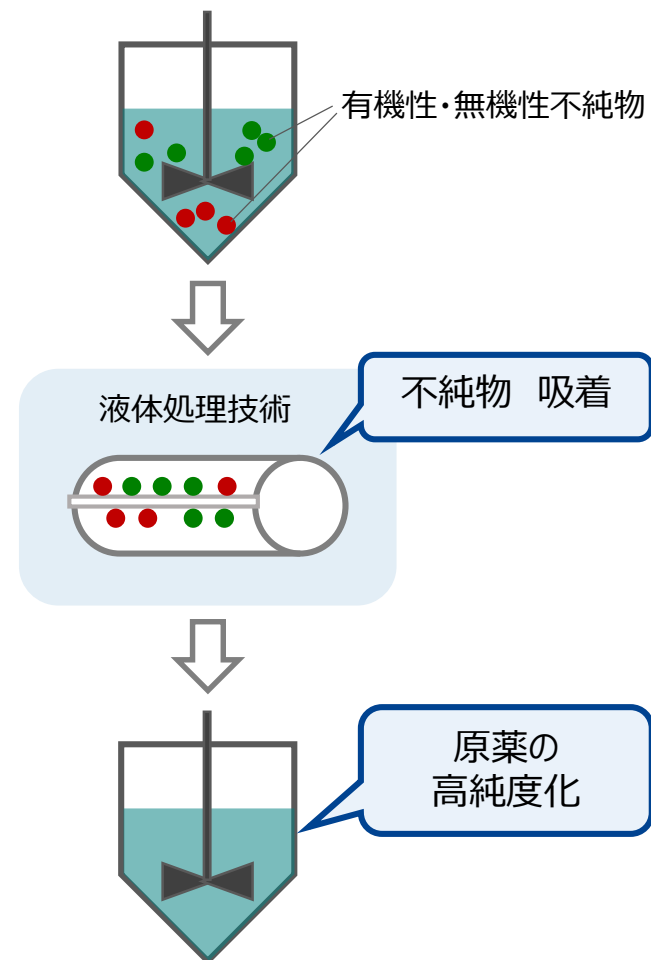 有機性・無機性不純物
不純物　吸着
液体処理技術
原薬の
高純度化